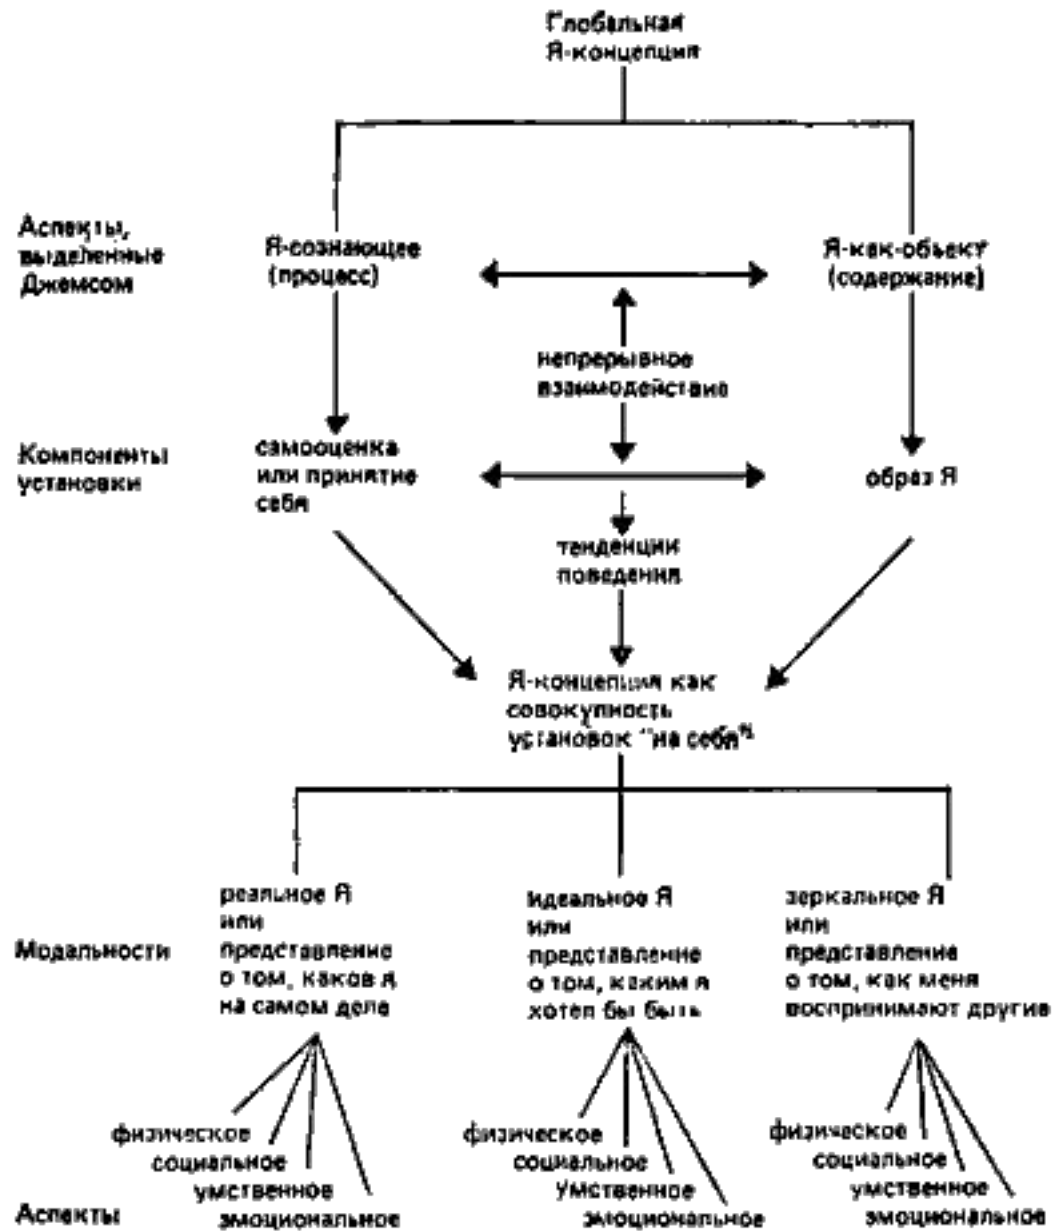 Глобальная
Я-концепция
Аспекты,
выделенные
Джемсом
Я-сознающее
(процесс)
Я-как-объект
(содержание)
непрерывное
взаимодействие
Компоненты
установки
самооценка
или принятие
себя
образ Я
тенденции
поведения
Я-концепция как
совокупность
установок "на себя"
Модальности
реальное Я
или
представление
о том, каков я
на самом деле
идеальное Я
или
представление
о том, каким я
хотел бы быть
зеркальное Я
или
представление
о том, как меня
воспринимают другие
Аспекты
физическое
социальное
умственное
эмоциональное
физическое
социальное
умственное
эмоциональное
физическое
социальное
умственное
эмоциональное